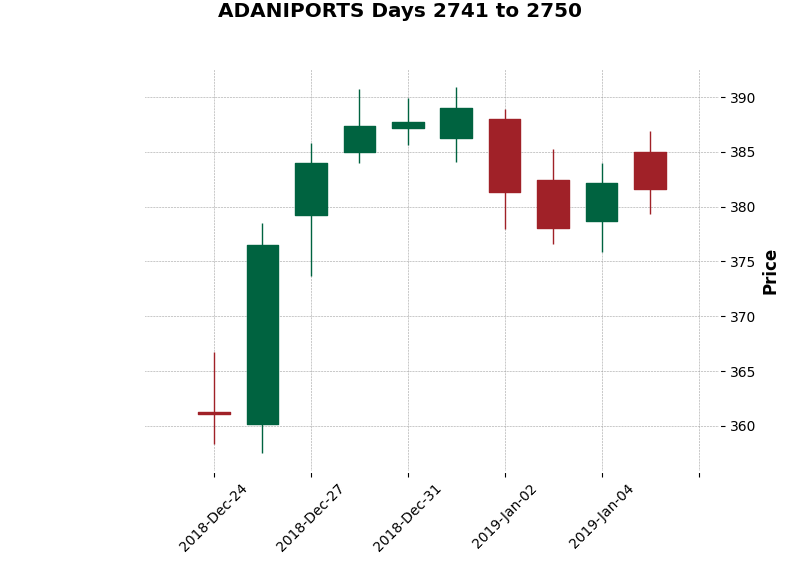 ADANIPORTS Days 2741 to 2750
390
385
380
375
370
365
360
Price
2018-Dec-24
2018-Dec-27
2018-Dec-31
2019-Jan-02
2019-Jan-04